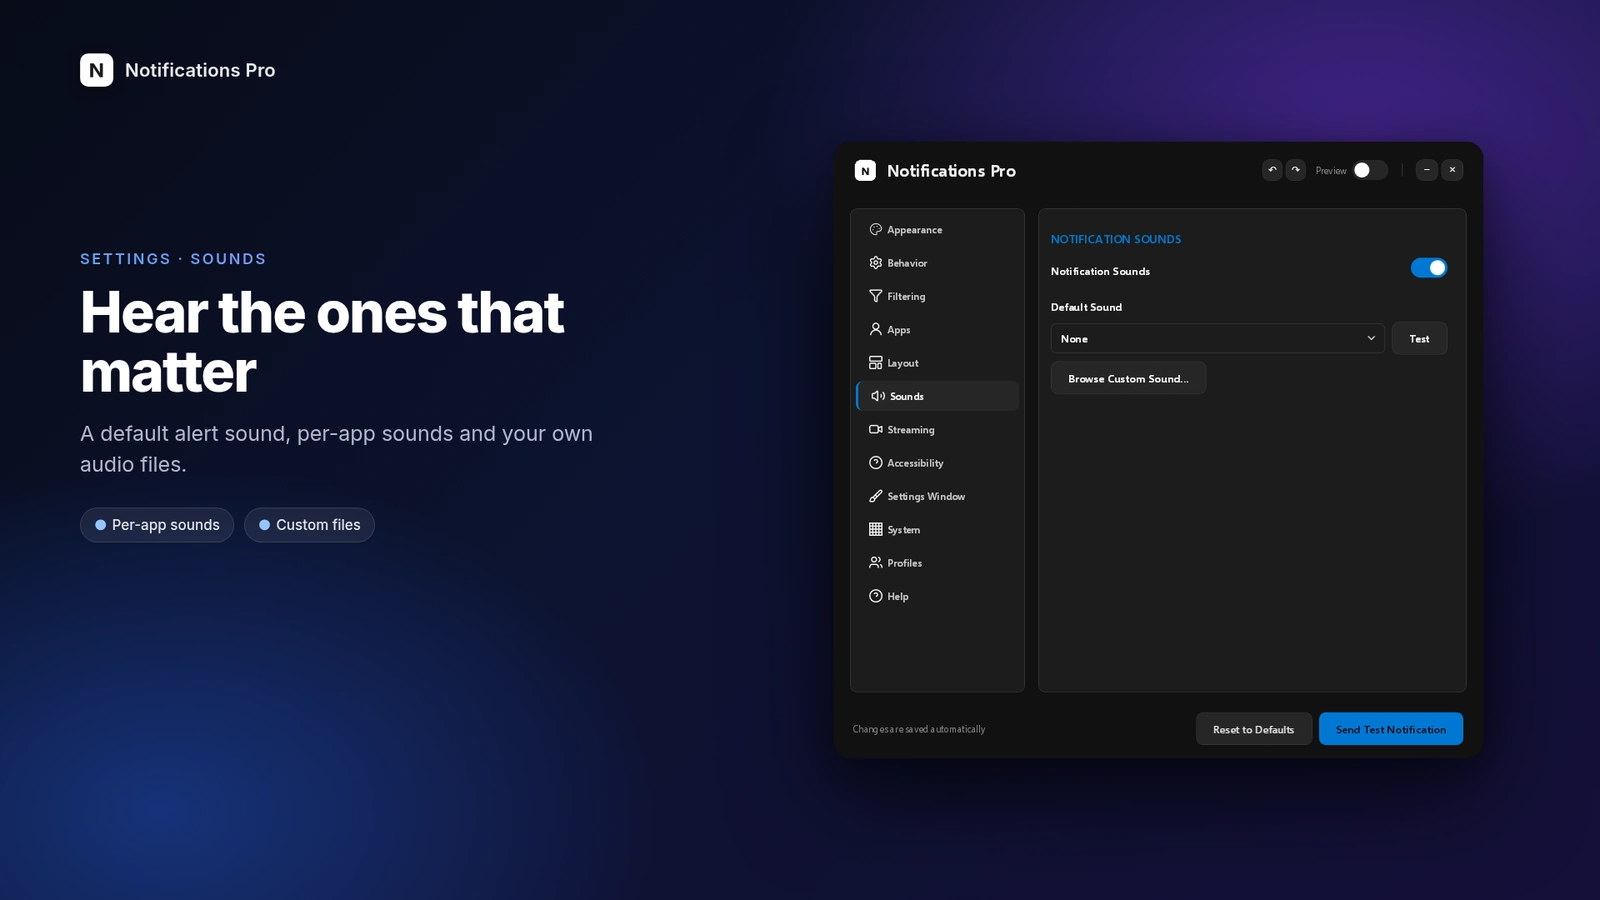 N Notifications Pro
SETTINGS · SOUNDS
Hear the ones that
matter
A default alert sound, per-app sounds and your own
audio files.
Per-app sounds
Custom files
N Notifications Pro
Preview
Appearance
Behavior
Filtering
Apps
Layout
Sounds
Streaming
Accessibility
Settings Window
System
Profiles
Help
NOTIFICATION SOUNDS
Notification Sounds
Default Sound
None
Test
Browse Custom Sound...
Changes are saved automatically
Reset to Defaults
Send Test Notification